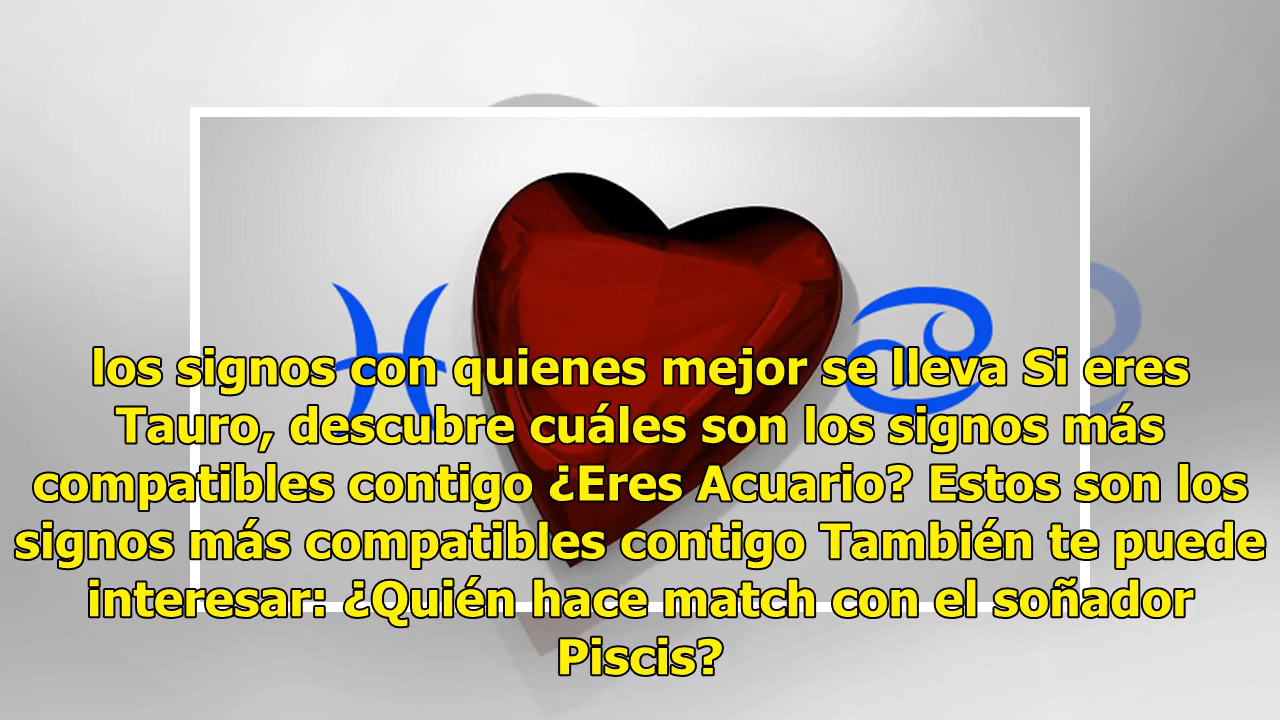 los signos con quienes mejor se lleva Si eres
Tauro, descubre cuáles son los signos más
compatibles contigo ¿Eres Acuario? Estos son los
signos más compatibles contigo También te puede
interesar: ¿Quién hace match con el soñador
Piscis?